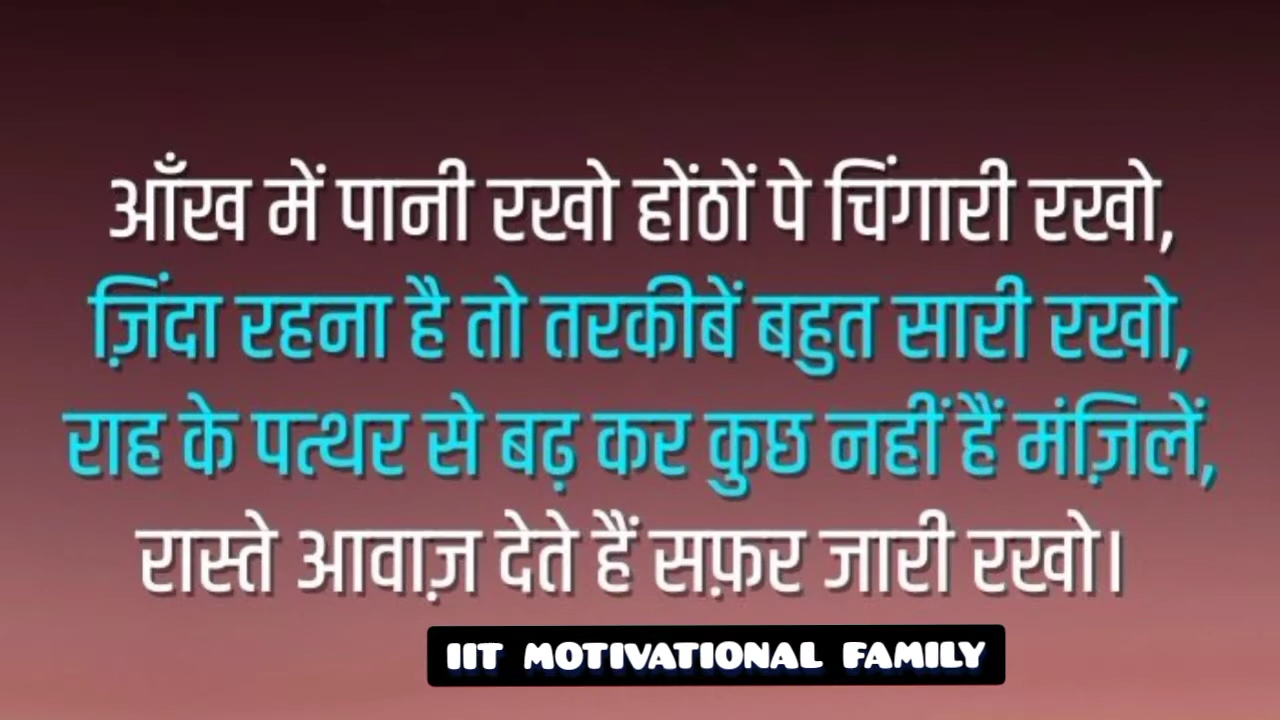 आँख में पानी रखो होंठों पे चिंगारी रखो,
ज़िंदा रहना है तो तरकीबें बहुत सारी रखो,
राह के पत्थर से बढ़ कर कुछ नहीं हैं मंज़िलें,
रास्ते आवाज़ देते हैं सफ़र जारी रखो।
IIT MOTIVATIONAL FAMILY